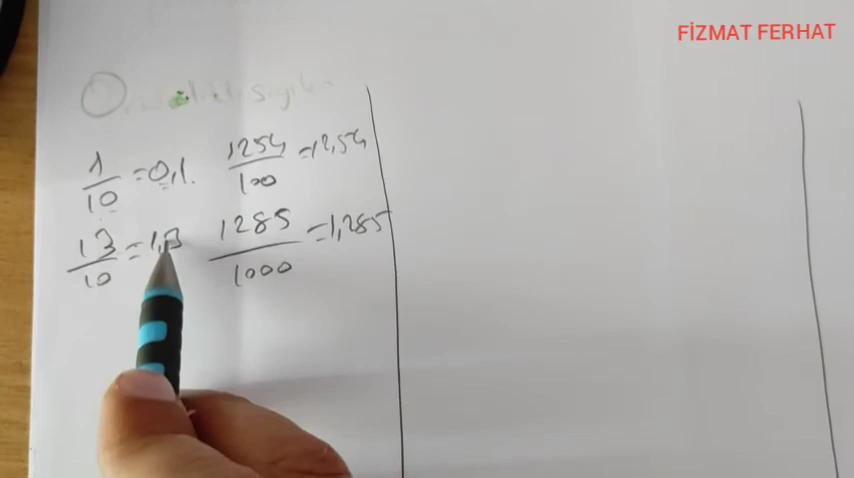 FİZMAT FERHAT
1/10 = 0,1.
1254/100 = 12,54
13/10 = 1,3
1285/1000 = 1,285